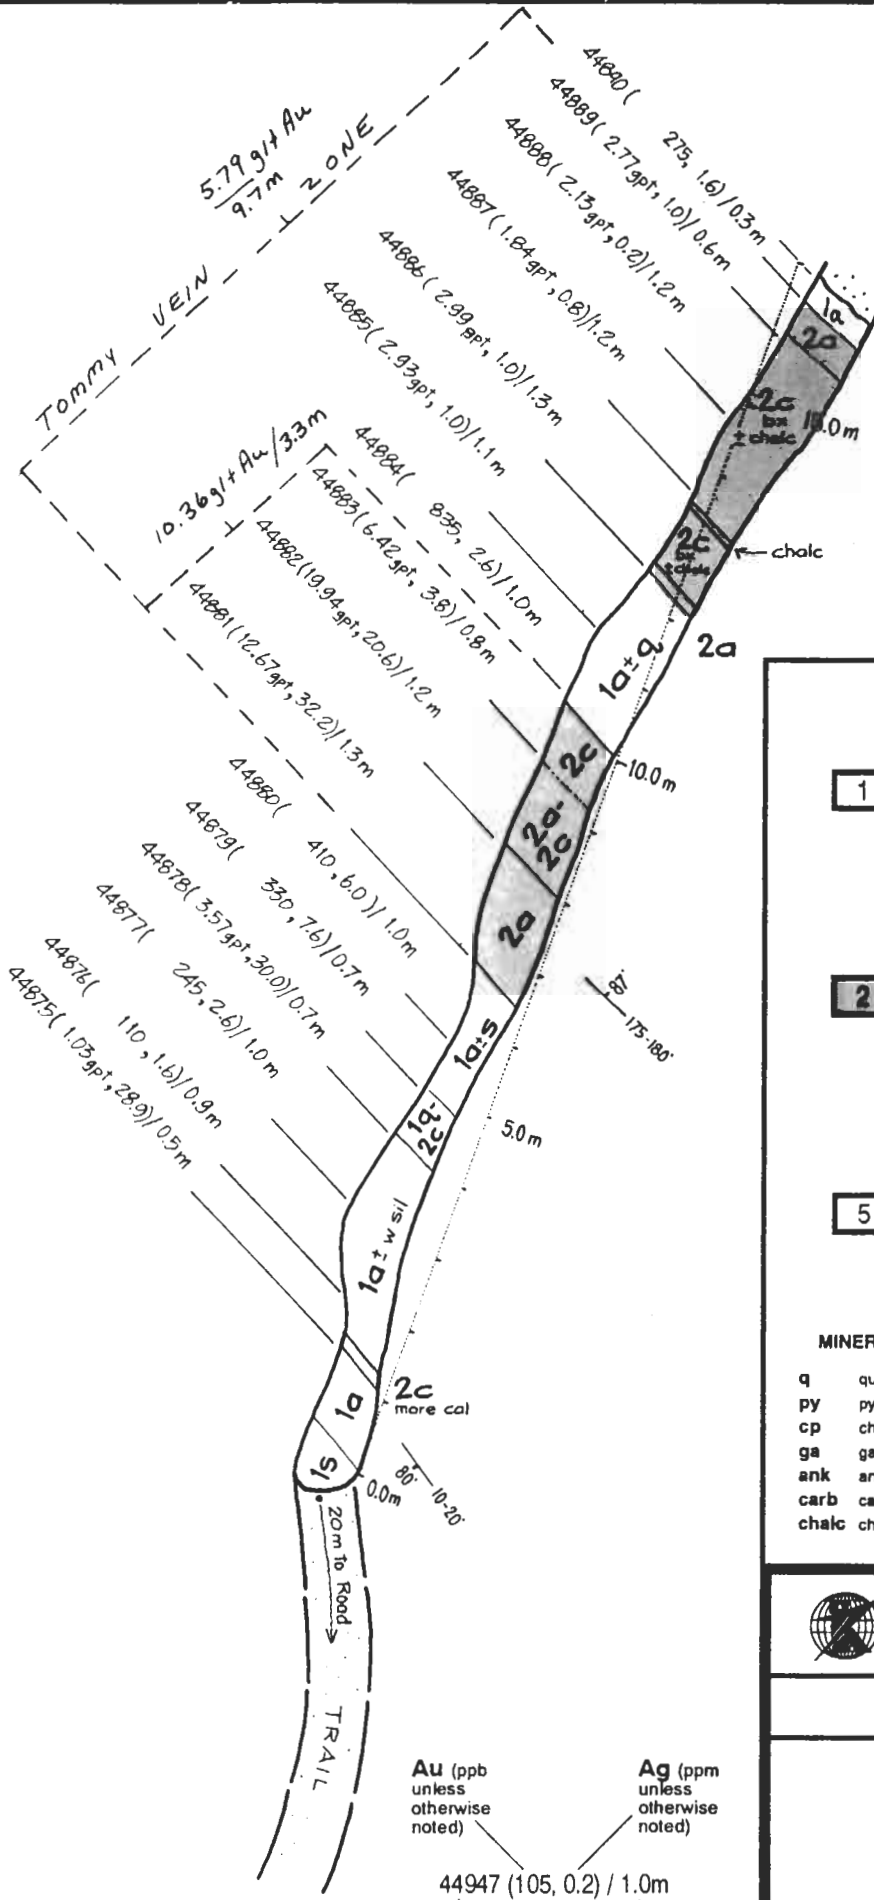 44890( 275, 1.6)/0.3m
44889( 2.77gpt, 1.0)/0.6m
44888( 2.13gpt, 0.2)/1.2m
44887( 1.84gpt, 0.8)/1.2m
44886( 2.99gpt, 1.0)/1.3m
44885( 2.93gpt, 1.0)/1.1m
44884( 835, 2.6)/1.0m
44883(6.42gpt, 3.8)/0.8m
44882(19.94gpt, 20.6)/1.2m
44881(12.67gpt, 32.2)/1.3m
44880( 410, 6.0)/1.0m
44879( 330, 7.6)/0.7m
44878( 3.57gpt, 30.0)/0.7m
44877( 245, 2.6)/1.0m
44876( 110, 1.6)/0.9m
44875( 1.03gpt, 28.9)/0.5m
5.79 g/t Au
9.7m
TOMMY VEIN ZONE
10.36g/t Au/3.3m
1a
2a
2c
bx
± chalc
15.0m
2c
bx
± chalc
chalc
2a
1a±q
2c
10.0m
2a-
2c
2a
87°
175-180°
1a±s
1q-
2c
5.0m
1a ± w sil
2c
more cal
1a
1s
0.0m
80°
10-20°
20m to Road
TRAIL
1
2
5
MINER
q qu
py py
cp ch
ga ga
ank an
carb ca
chalc ch
Au (ppb
unless
otherwise
noted)
Ag (ppm
unless
otherwise
noted)
44947 (105, 0.2) / 1.0m